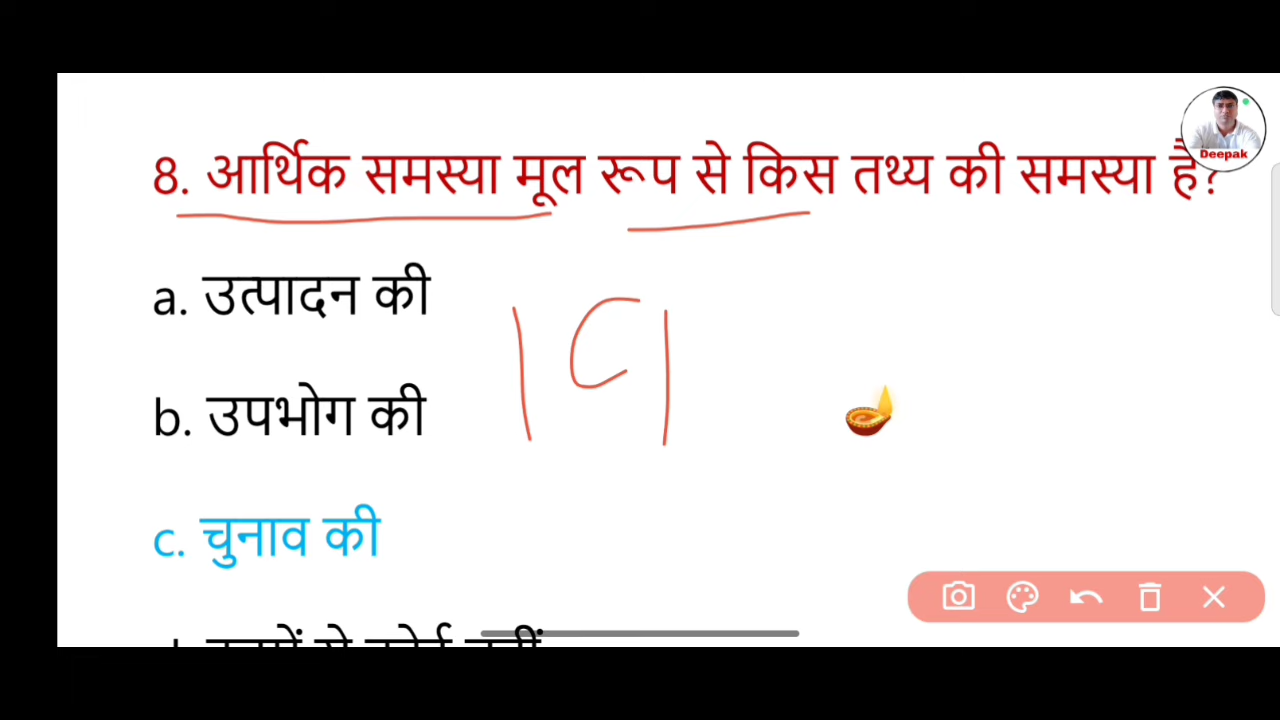 8. आर्थिक समस्या मूल रूप से किस तथ्य की समस्या है?
Deepak
a. उत्पादन की
b. उपभोग की
c. चुनाव की